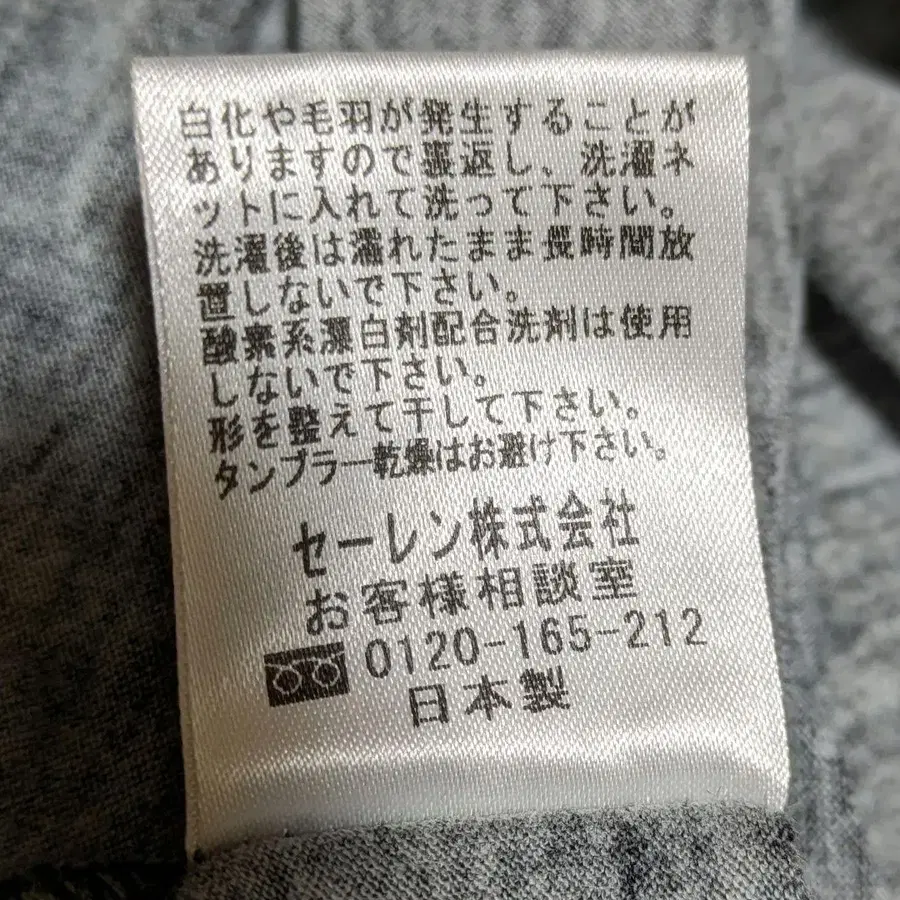 白化や毛羽が発生することが
ありますので裏返し、洗濯ネ
ットに入れて洗って下さい。
洗濯後は濡れたまま長時間放
置しないで下さい。
酸素系漂白剤配合洗剤は使用
しないで下さい。
形を整えて干して下さい。
タンブラー乾燥はお避け下さい。
セーレン株式会社
お客様相談室
0120-165-212
日本製